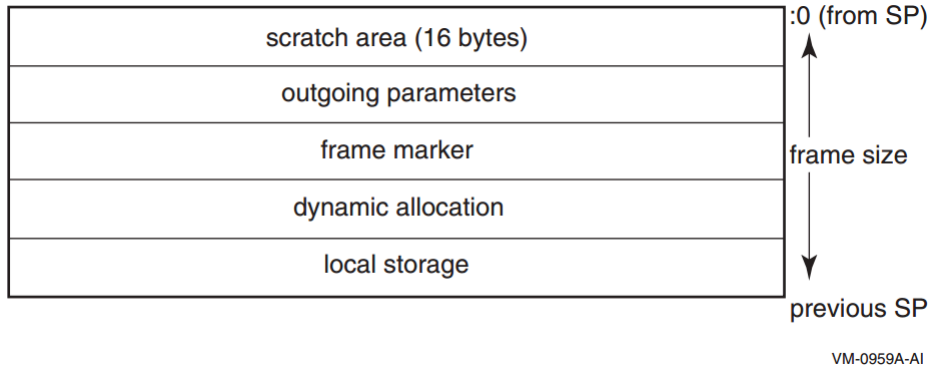 :0 (from SP)
scratch area (16 bytes)
outgoing parameters
frame marker
frame size
dynamic allocation
local storage
previous SP
VM-0959A-AI